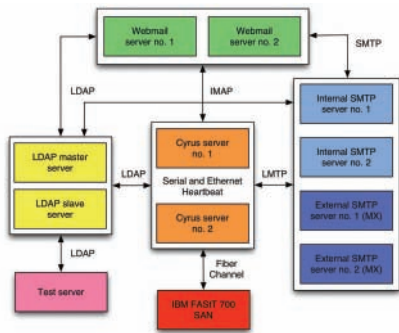 Webmail
server no. 1
Webmail
server no. 2
SMTP
LDAP
IMAP
Internal SMTP
server no. 1
Internal SMTP
server no. 2
External SMTP
server no. 1 (MX)
External SMTP
server no. 2 (MX)
LDAP master
server
LDAP slave
server
LDAP
Cyrus server
no. 1
Serial and Ethernet
Heartbeat
Cyrus server
no. 2
LMTP
LDAP
Test server
Fiber
Channel
IBM FAStT 700
SAN